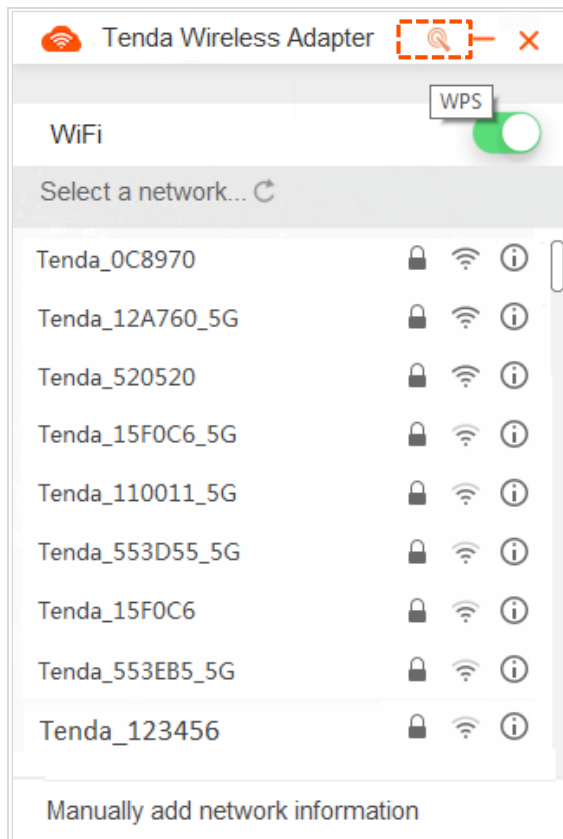 Tenda Wireless Adapter
WPS
WiFi
Select a network...
Tenda_0C8970
Tenda_12A760_5G
Tenda_520520
Tenda_15F0C6_5G
Tenda_110011_5G
Tenda_553D55_5G
Tenda_15F0C6
Tenda_553EB5_5G
Tenda_123456
Manually add network information